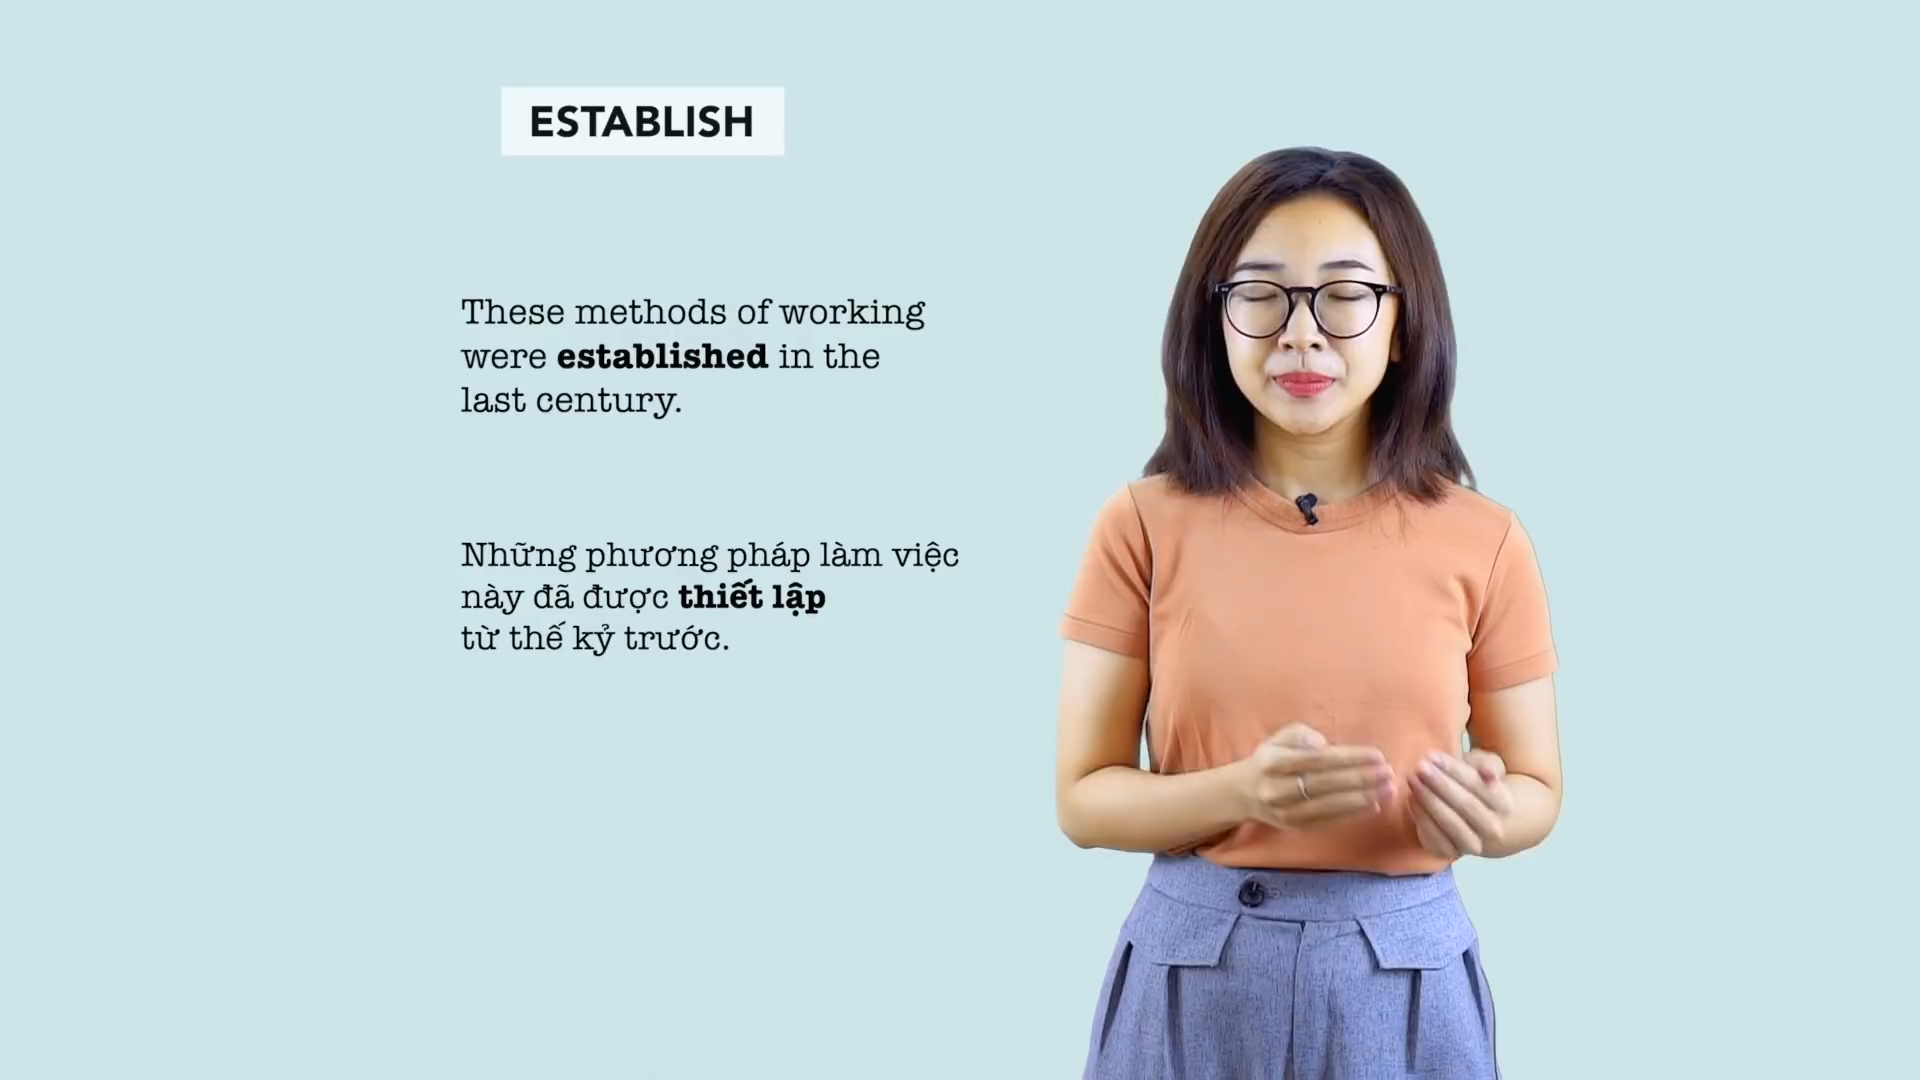 ESTABLISH
These methods of working
were established in the
last century.
Những phương pháp làm việc
này đã được thiết lập
từ thế kỷ trước.